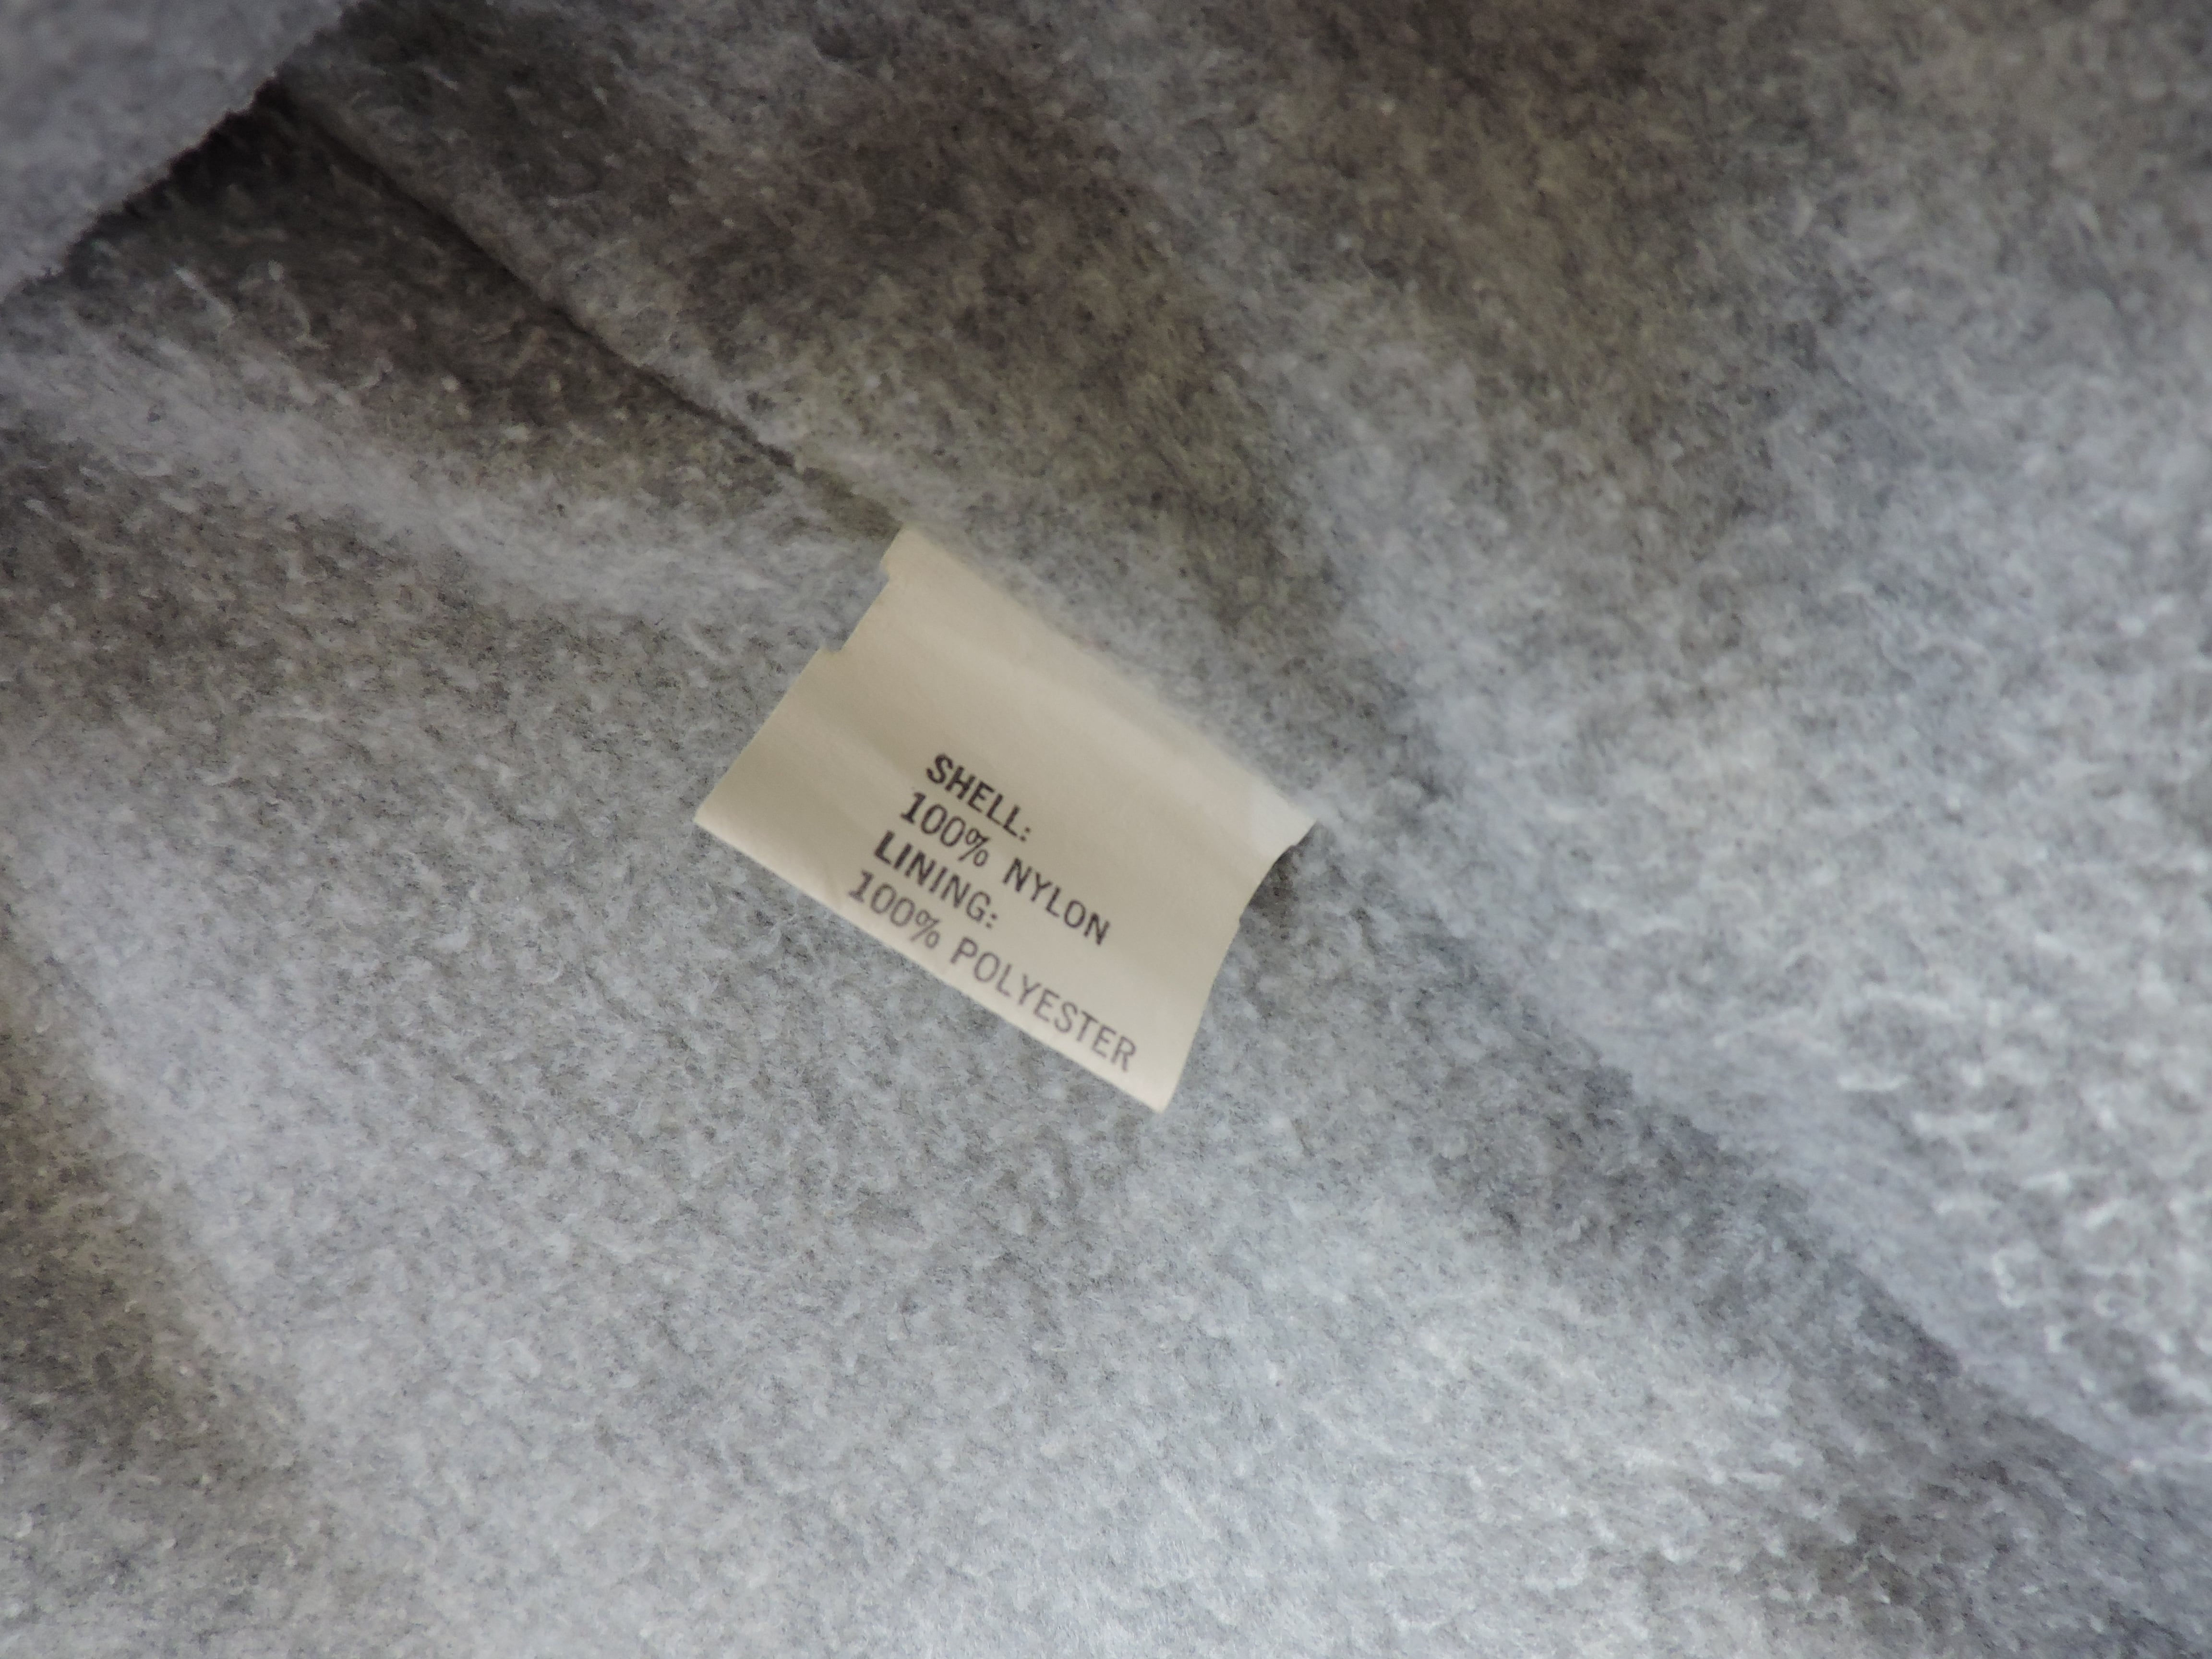 SHELL:
100% NYLON
LINING:
100% POLYESTER